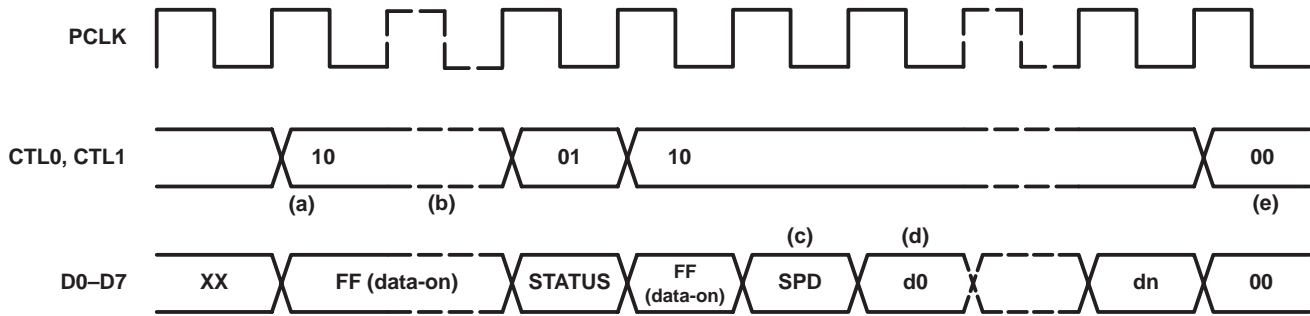 PCLK
CTL0, CTL1
10
01
10
00
(a)
(b)
(e)
(c)
(d)
D0–D7
XX
FF (data-on)
STATUS
FF
(data-on)
SPD
d0
dn
00